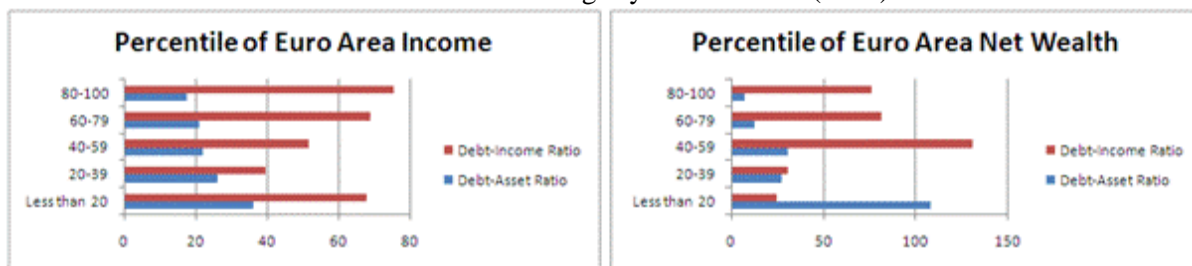 Percentile of Euro Area Income
80-100
60-79
40-59
20-39
Less than 20
0 20 40 60 80
Debt-Income Ratio
Debt-Asset Ratio
Percentile of Euro Area Net Wealth
80-100
60-79
40-59
20-39
Less than 20
0 50 100 150
Debt-Income Ratio
Debt-Asset Ratio